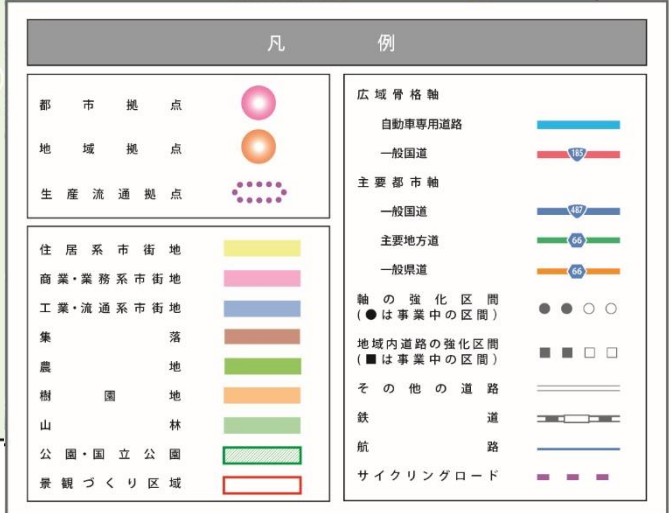 凡例
都市拠点
地域拠点
生産流通拠点
住居系市街地
商業・業務系市街地
工業・流通系市街地
集落
農地
樹園地
山林
公園・国立公園
景観づくり区域
広域骨格軸
自動車専用道路
一般国道 185
主要都市軸
一般国道 487
主要地方道 66
一般県道 66
軸の強化区間
(●は事業中の区間)
地域内道路の強化区間
(■は事業中の区間)
その他の道路
鉄道
航路
サイクリングロード